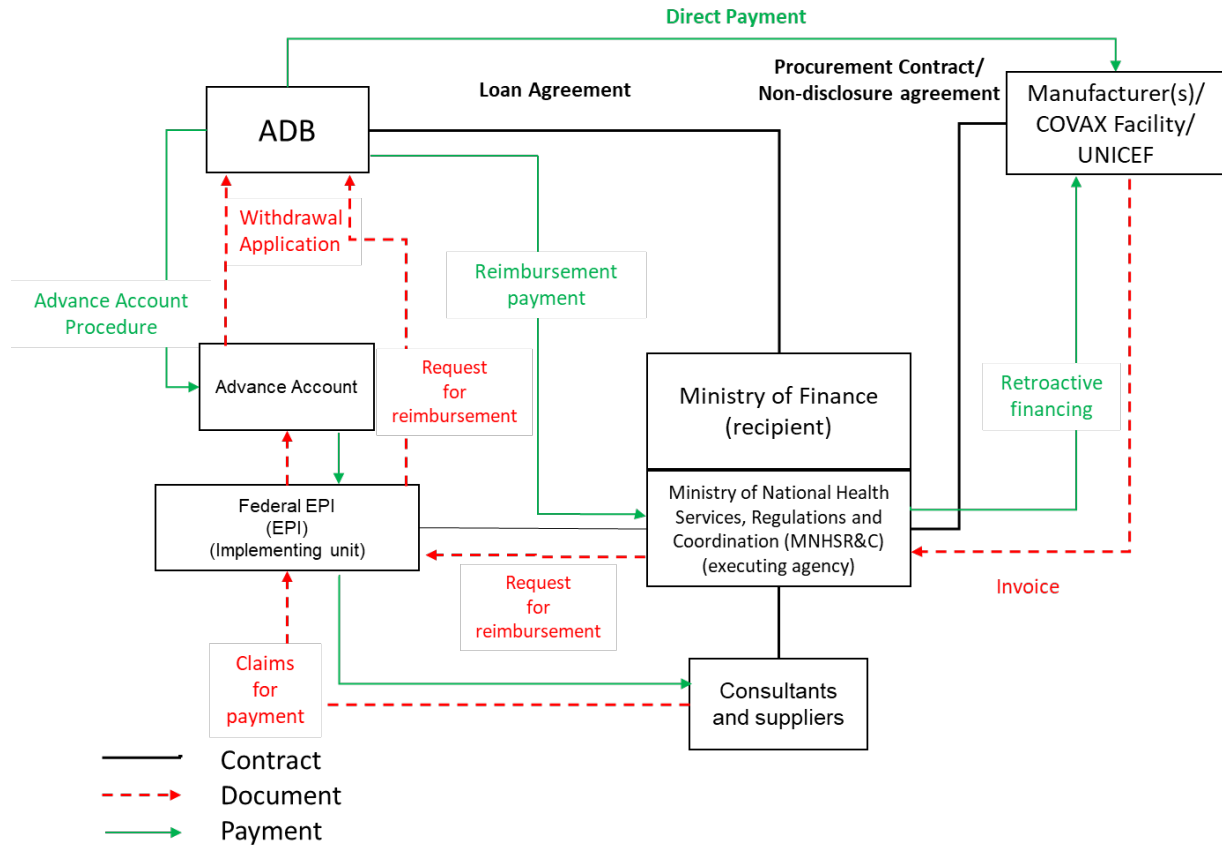 Direct Payment
Loan Agreement
Procurement Contract/
Non-disclosure agreement
ADB
Manufacturer(s)/
COVAX Facility/
UNICEF
Withdrawal
Application
Reimbursement
payment
Advance Account
Procedure
Advance Account
Request
for
reimbursement
Ministry of Finance
(recipient)
Retroactive
financing
Federal EPI
(EPI)
(Implementing unit)
Ministry of National Health
Services, Regulations and
Coordination (MNHSR&C)
(executing agency)
Request
for
reimbursement
Invoice
Claims
for
payment
Consultants
and suppliers
Contract
Document
Payment